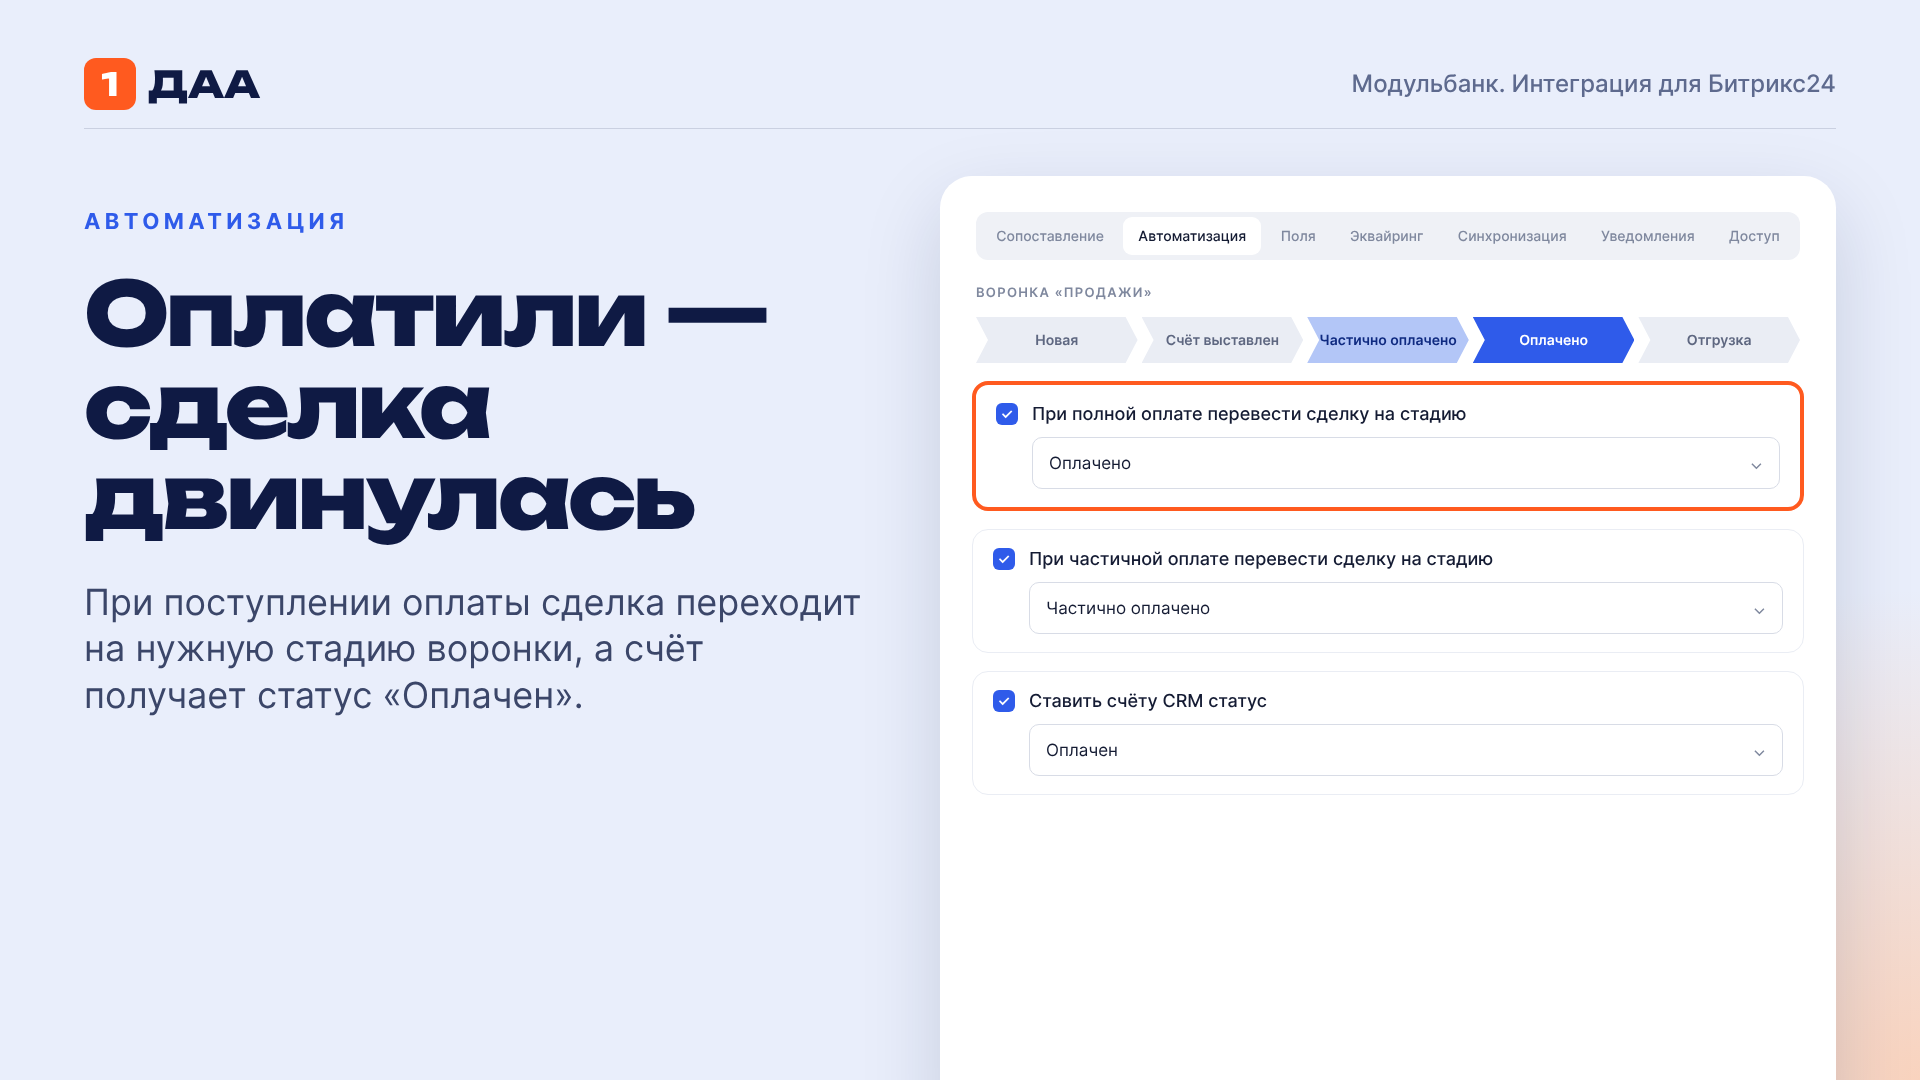 1 ДАА
Модульбанк. Интеграция для Битрикс24
АВТОМАТИЗАЦИЯ
Оплатили —
сделка
двинулась
При поступлении оплаты сделка переходит
на нужную стадию воронки, а счёт
получает статус «Оплачен».
Сопоставление Автоматизация Поля Эквайринг Синхронизация Уведомления Доступ
ВОРОНКА «ПРОДАЖИ»
Новая Счёт выставлен Частично оплачено Оплачено Отгрузка
При полной оплате перевести сделку на стадию
Оплачено
При частичной оплате перевести сделку на стадию
Частично оплачено
Ставить счёту CRM статус
Оплачен